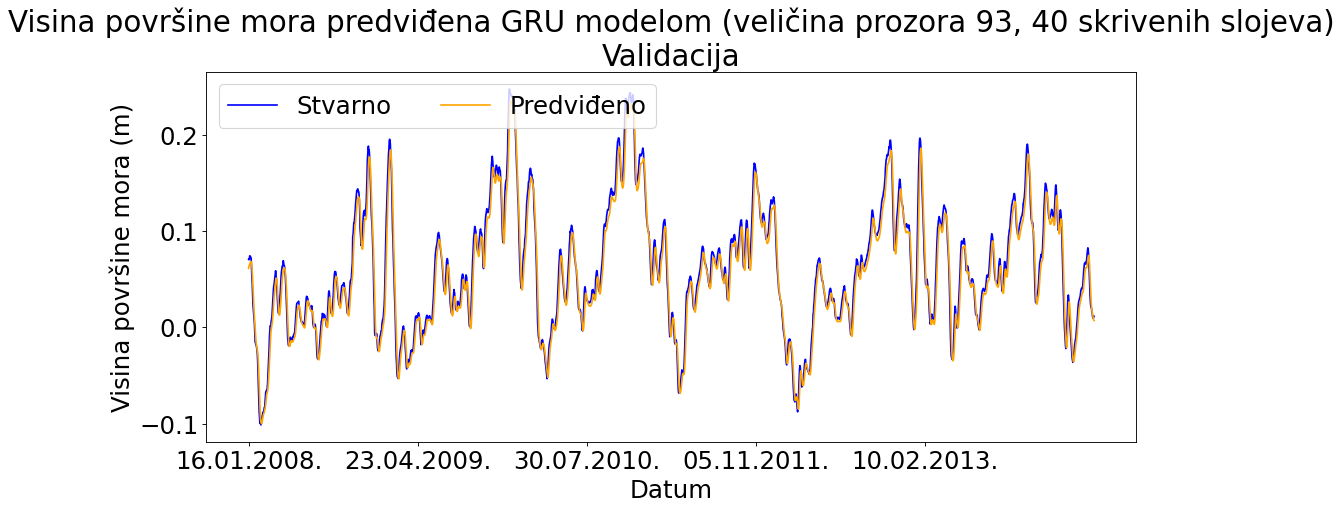 Visina površine mora predviđena GRU modelom (veličina prozora 93, 40 skrivenih slojeva)
Validacija
Stvarno
Predviđeno
Visina površine mora (m)
0.2
0.1
0.0
−0.1
16.01.2008.
23.04.2009.
30.07.2010.
05.11.2011.
10.02.2013.
Datum